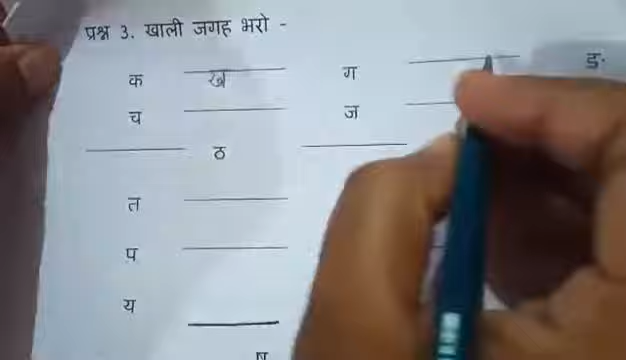 प्रश्न 3. खाली जगह भरो -
क ख ग ङ
च ज
ठ
त
प
य